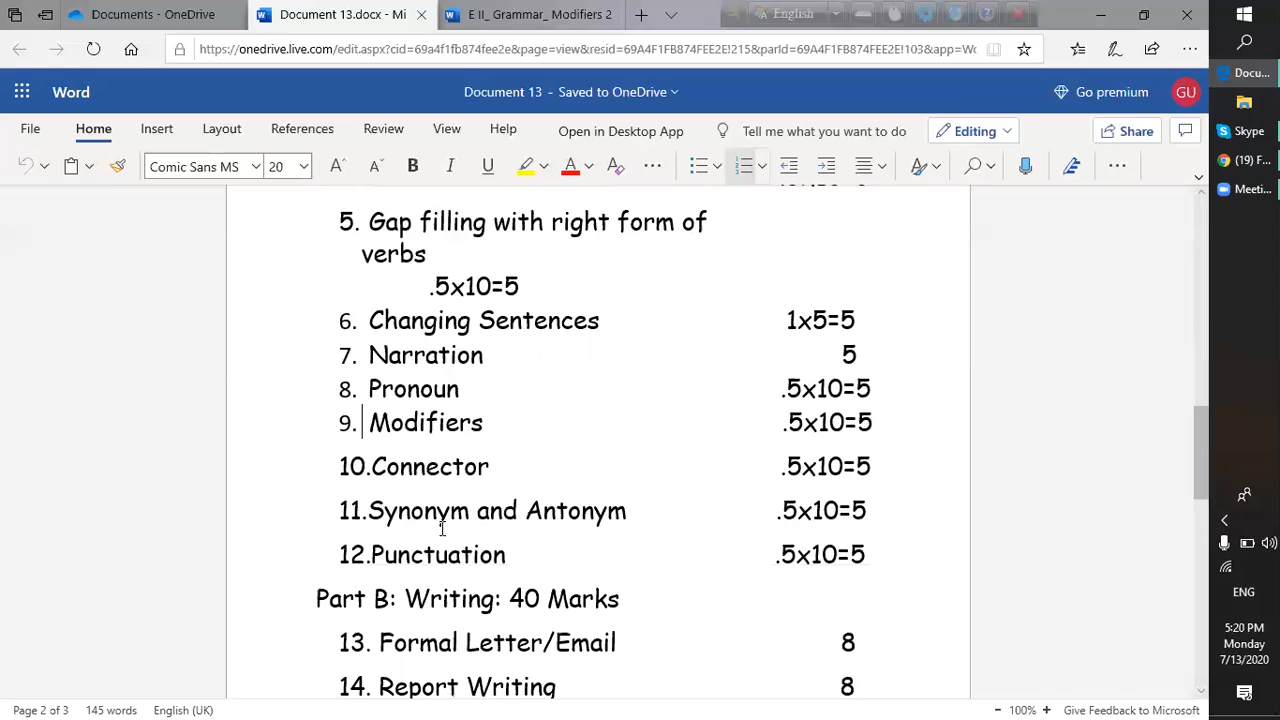 Documents - OneDrive
Document 13.docx - Mi
E II_ Grammar_ Modifiers 2
English
https://onedrive.live.com/edit.aspx?cid=69a4f1fb874fee2e&page=view&resid=69A4F1FB874FEE2E!215&parId=69A4F1FB874FEE2E!103&app=Wo
Word
Document 13 - Saved to OneDrive
Go premium
GU
File Home Insert Layout References Review View Help Open in Desktop App Tell me what you want to do Editing Share
Comic Sans MS 20 A A B I U A
5. Gap filling with right form of
verbs
.5x10=5
6. Changing Sentences 1x5=5
7. Narration 5
8. Pronoun .5x10=5
9. Modifiers .5x10=5
10.Connector .5x10=5
11.Synonym and Antonym .5x10=5
12.Punctuation .5x10=5
Part B: Writing: 40 Marks
13. Formal Letter/Email 8
14. Report Writing 8
Page 2 of 3 145 words English (UK) 100% Give Feedback to Microsoft
Docu...
Skype
(19) F...
Meeti...
ENG
5:20 PM
Monday
7/13/2020